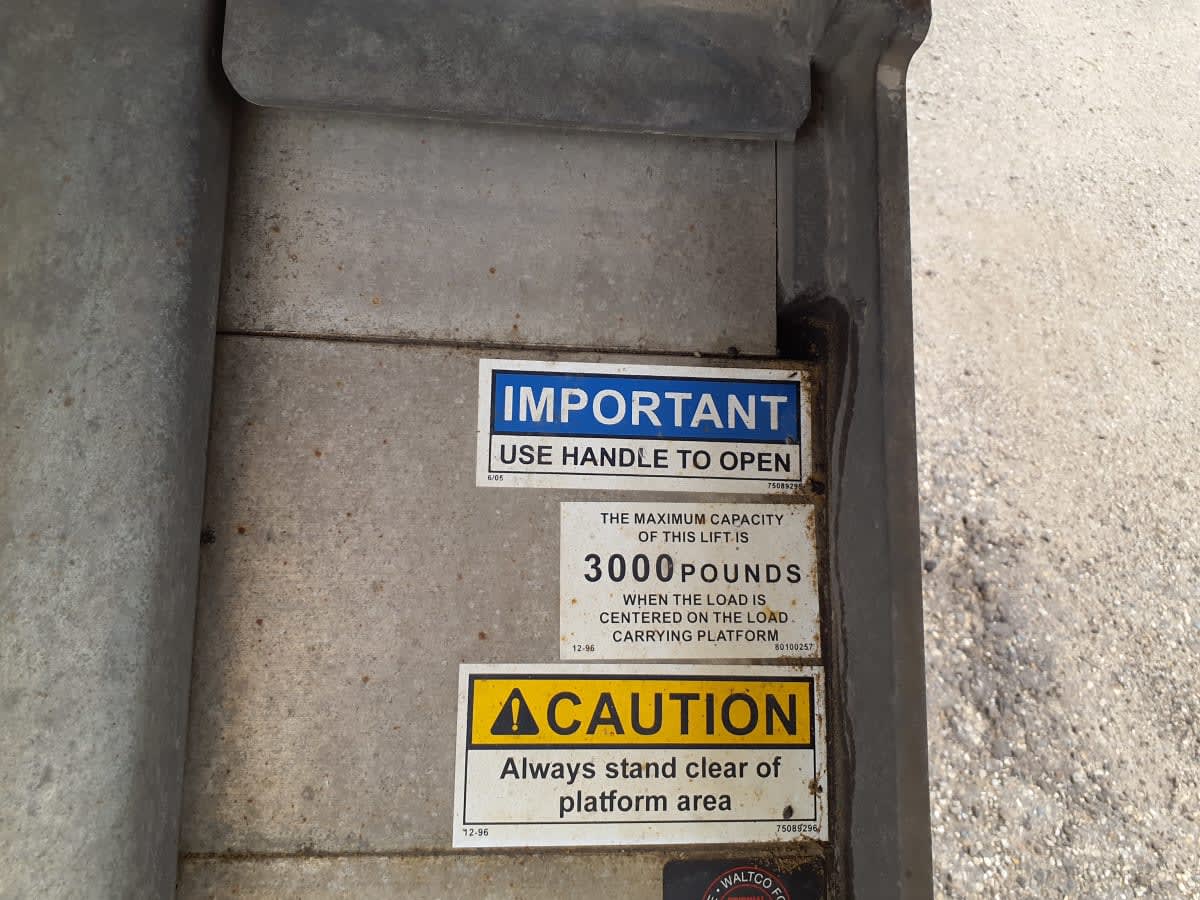 IMPORTANT
USE HANDLE TO OPEN
6/05 75089295
THE MAXIMUM CAPACITY
OF THIS LIFT IS
3000 POUNDS
WHEN THE LOAD IS
CENTERED ON THE LOAD
CARRYING PLATFORM
12-96 80100257
CAUTION
Always stand clear of
platform area
12-96 75089296
WALTCO